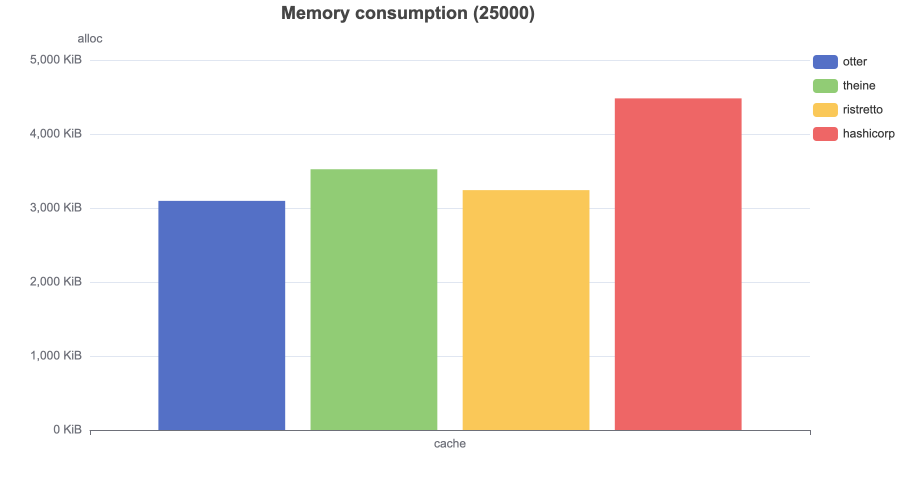 Memory consumption (25000)
alloc
5,000 KiB
4,000 KiB
3,000 KiB
2,000 KiB
1,000 KiB
0 KiB
cache
otter
theine
ristretto
hashicorp